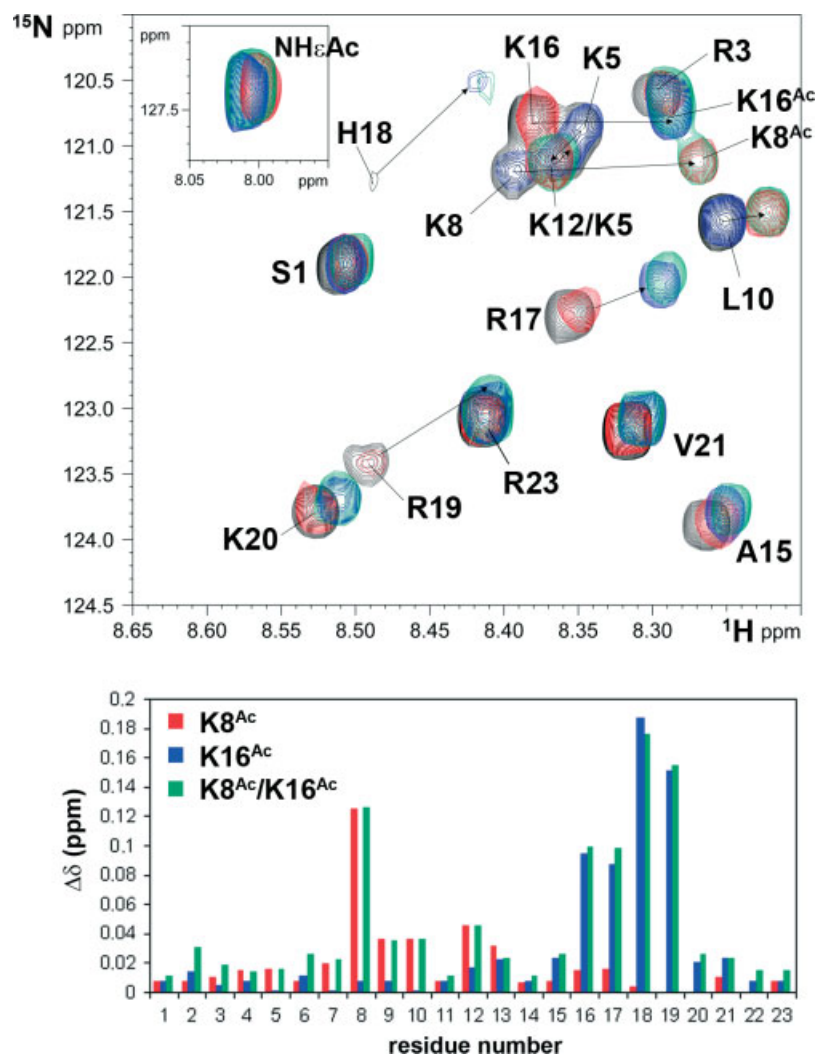 15N ppm
ppm
NHεAc
127.5
8.05 8.00
ppm
K16 K5 R3
K16Ac
K8Ac
H18
K8 K12/K5
S1
R17
L10
R19
R23
V21
K20
A15
120.5
121.0
121.5
122.0
122.5
123.0
123.5
124.0
124.5
8.65 8.60 8.55 8.50 8.45 8.40 8.35 8.30 1H ppm
K8Ac
K16Ac
K8Ac/K16Ac
Δδ (ppm)
0.2
0.18
0.16
0.14
0.12
0.1
0.08
0.06
0.04
0.02
0
1 2 3 4 5 6 7 8 9 10 11 12 13 14 15 16 17 18 19 20 21 22 23
residue number